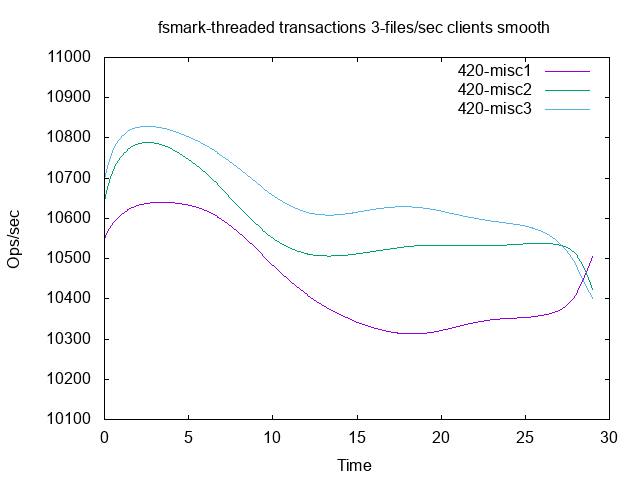 fsmark-threaded transactions 3-files/sec clients smooth
11000
10900
10800
10700
10600
10500
10400
10300
10200
10100
Ops/sec
420-misc1
420-misc2
420-misc3
0 5 10 15 20 25 30
Time